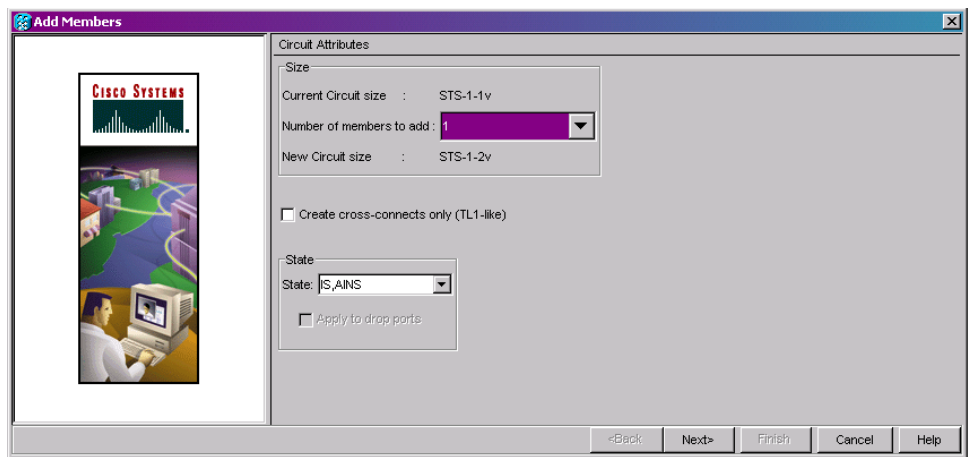 Add Members
CISCO SYSTEMS
Circuit Attributes
Size
Current Circuit size : STS-1-1v
Number of members to add : 1
New Circuit size : STS-1-2v
Create cross-connects only (TL1-like)
State
State: IS,AINS
Apply to drop ports
<Back Next> Finish Cancel Help